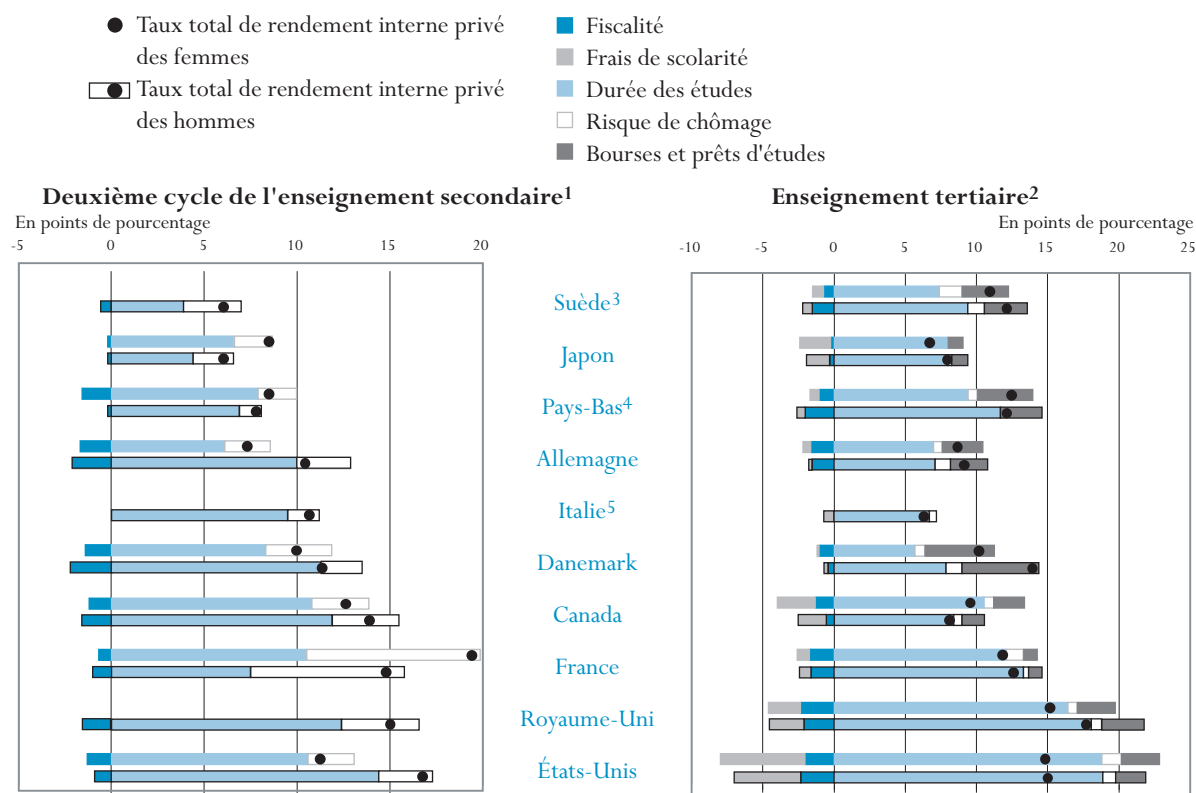 Taux total de rendement interne privé
des femmes
Taux total de rendement interne privé
des hommes
Fiscalité
Frais de scolarité
Durée des études
Risque de chômage
Bourses et prêts d'études
Deuxième cycle de l'enseignement secondaire1
En points de pourcentage
-5 0 5 10 15 20
Enseignement tertiaire2
En points de pourcentage
-10 -5 0 5 10 15 20 25
Suède3
Japon
Pays-Bas4
Allemagne
Italie5
Danemark
Canada
France
Royaume-Uni
États-Unis